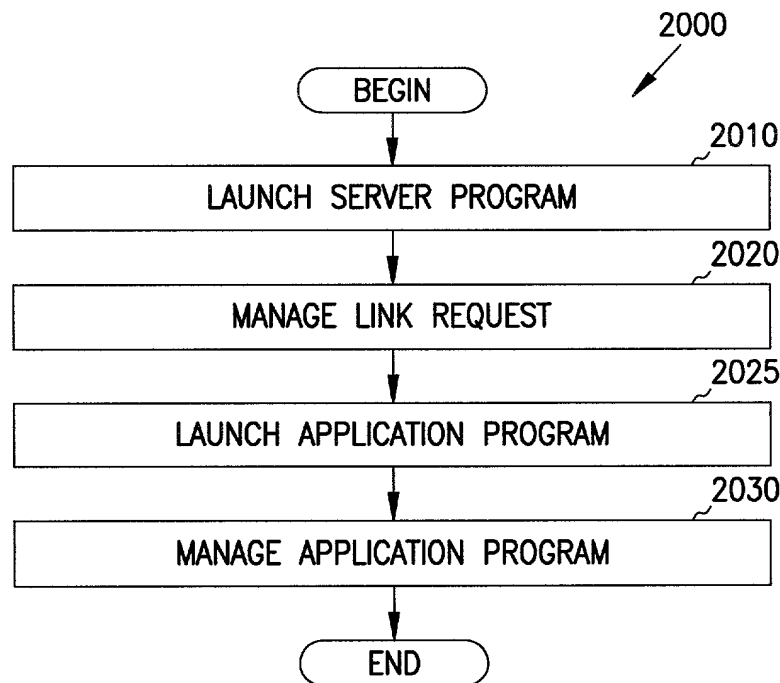 2000
BEGIN
2010
LAUNCH SERVER PROGRAM
2020
MANAGE LINK REQUEST
2025
LAUNCH APPLICATION PROGRAM
2030
MANAGE APPLICATION PROGRAM
END